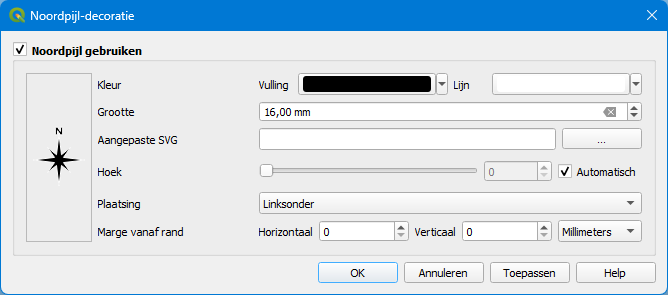 Noordpijl-decoratie
Noordpijl gebruiken
N
Kleur Vulling Lijn
Grootte 16,00 mm
Aangepaste SVG ...
Hoek 0 Automatisch
Plaatsing Linksonder
Marge vanaf rand Horizontaal 0 Verticaal 0 Millimeters
OK Annuleren Toepassen Help